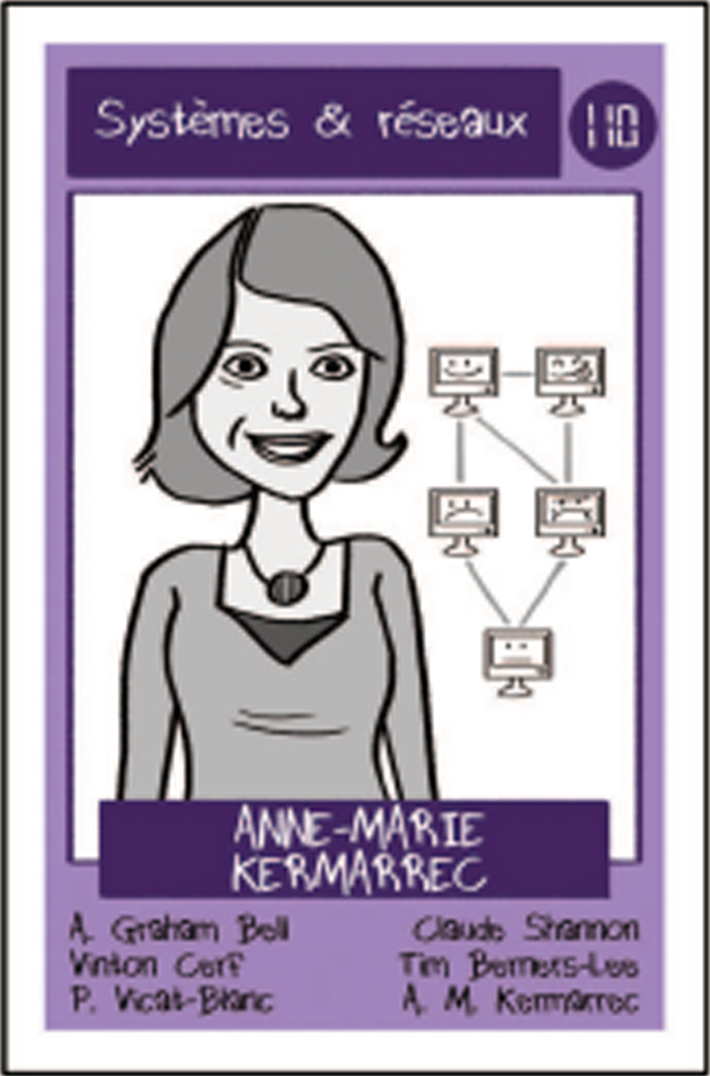 Systèmes & réseaux
110
ANNE-MARIE
KERMARREC
A. Graham Bell
Claude Shannon
Vinton Cerf
Tim Berners-Lee
P. Vicat-Blanc
A. M. Kermarrec